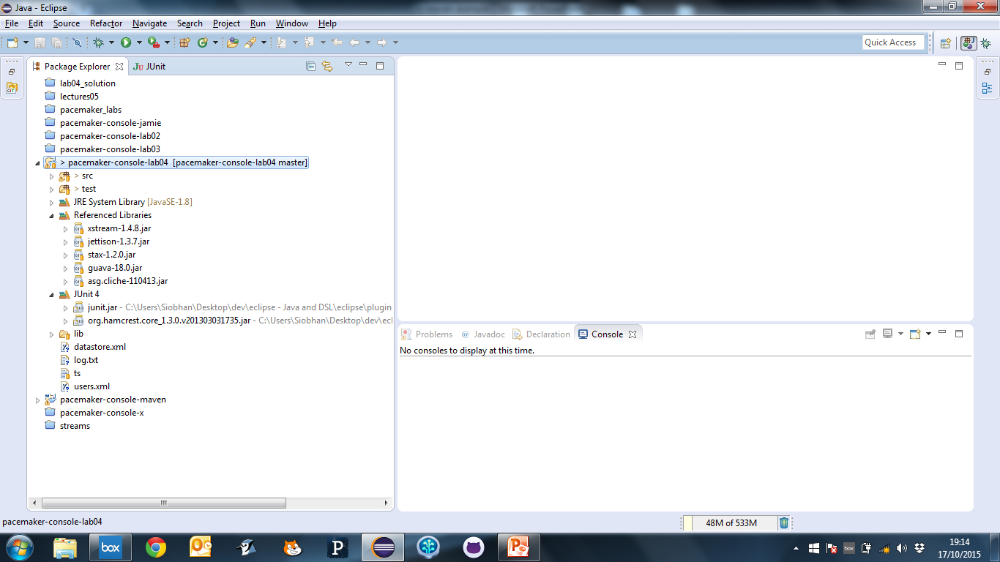 Java - Eclipse
File Edit Source Refactor Navigate Search Project Run Window Help
Quick Access
Package Explorer JUnit
lab04_solution
lectures05
pacemaker_labs
pacemaker-console-jamie
pacemaker-console-lab02
pacemaker-console-lab03
> pacemaker-console-lab04 [pacemaker-console-lab04 master]
> src
> test
JRE System Library [JavaSE-1.8]
Referenced Libraries
xstream-1.4.8.jar
jettison-1.3.7.jar
stax-1.2.0.jar
guava-18.0.jar
asg.cliche-110413.jar
JUnit 4
junit.jar - C:\Users\Siobhan\Desktop\dev\eclipse - Java and DSL\eclipse\plugin
org.hamcrest.core_1.3.0.v201303031735.jar - C:\Users\Siobhan\Desktop\dev\ecl
lib
datastore.xml
log.txt
ts
users.xml
pacemaker-console-maven
pacemaker-console-x
streams
Problems @ Javadoc Declaration Console
No consoles to display at this time.
pacemaker-console-lab04
48M of 533M
box
P
box
19:14
17/10/2015